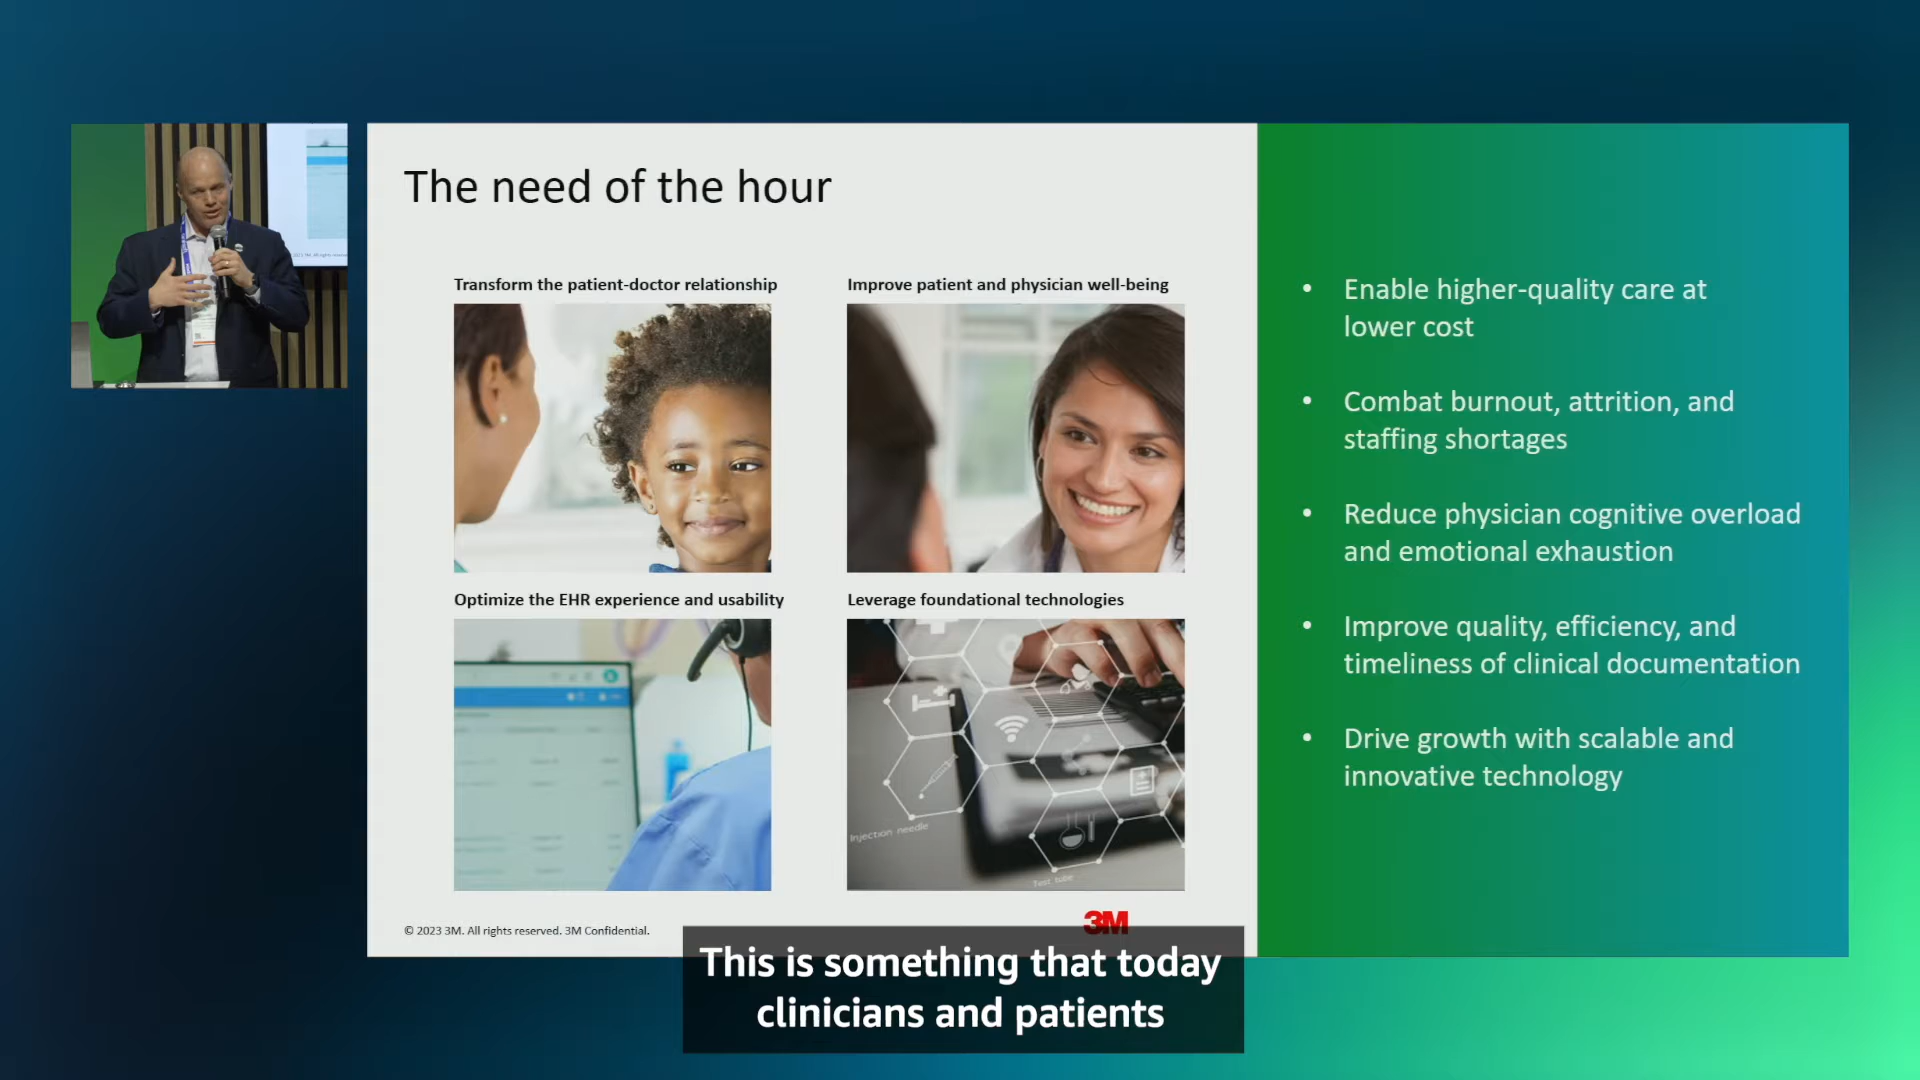 The need of the hour
Transform the patient-doctor relationship
Improve patient and physician well-being
Optimize the EHR experience and usability
Leverage foundational technologies
Injection needle
Test tube
© 2023 3M. All rights reserved. 3M Confidential.
3M
• Enable higher-quality care at
lower cost
• Combat burnout, attrition, and
staffing shortages
• Reduce physician cognitive overload
and emotional exhaustion
• Improve quality, efficiency, and
timeliness of clinical documentation
• Drive growth with scalable and
innovative technology
This is something that today
clinicians and patients